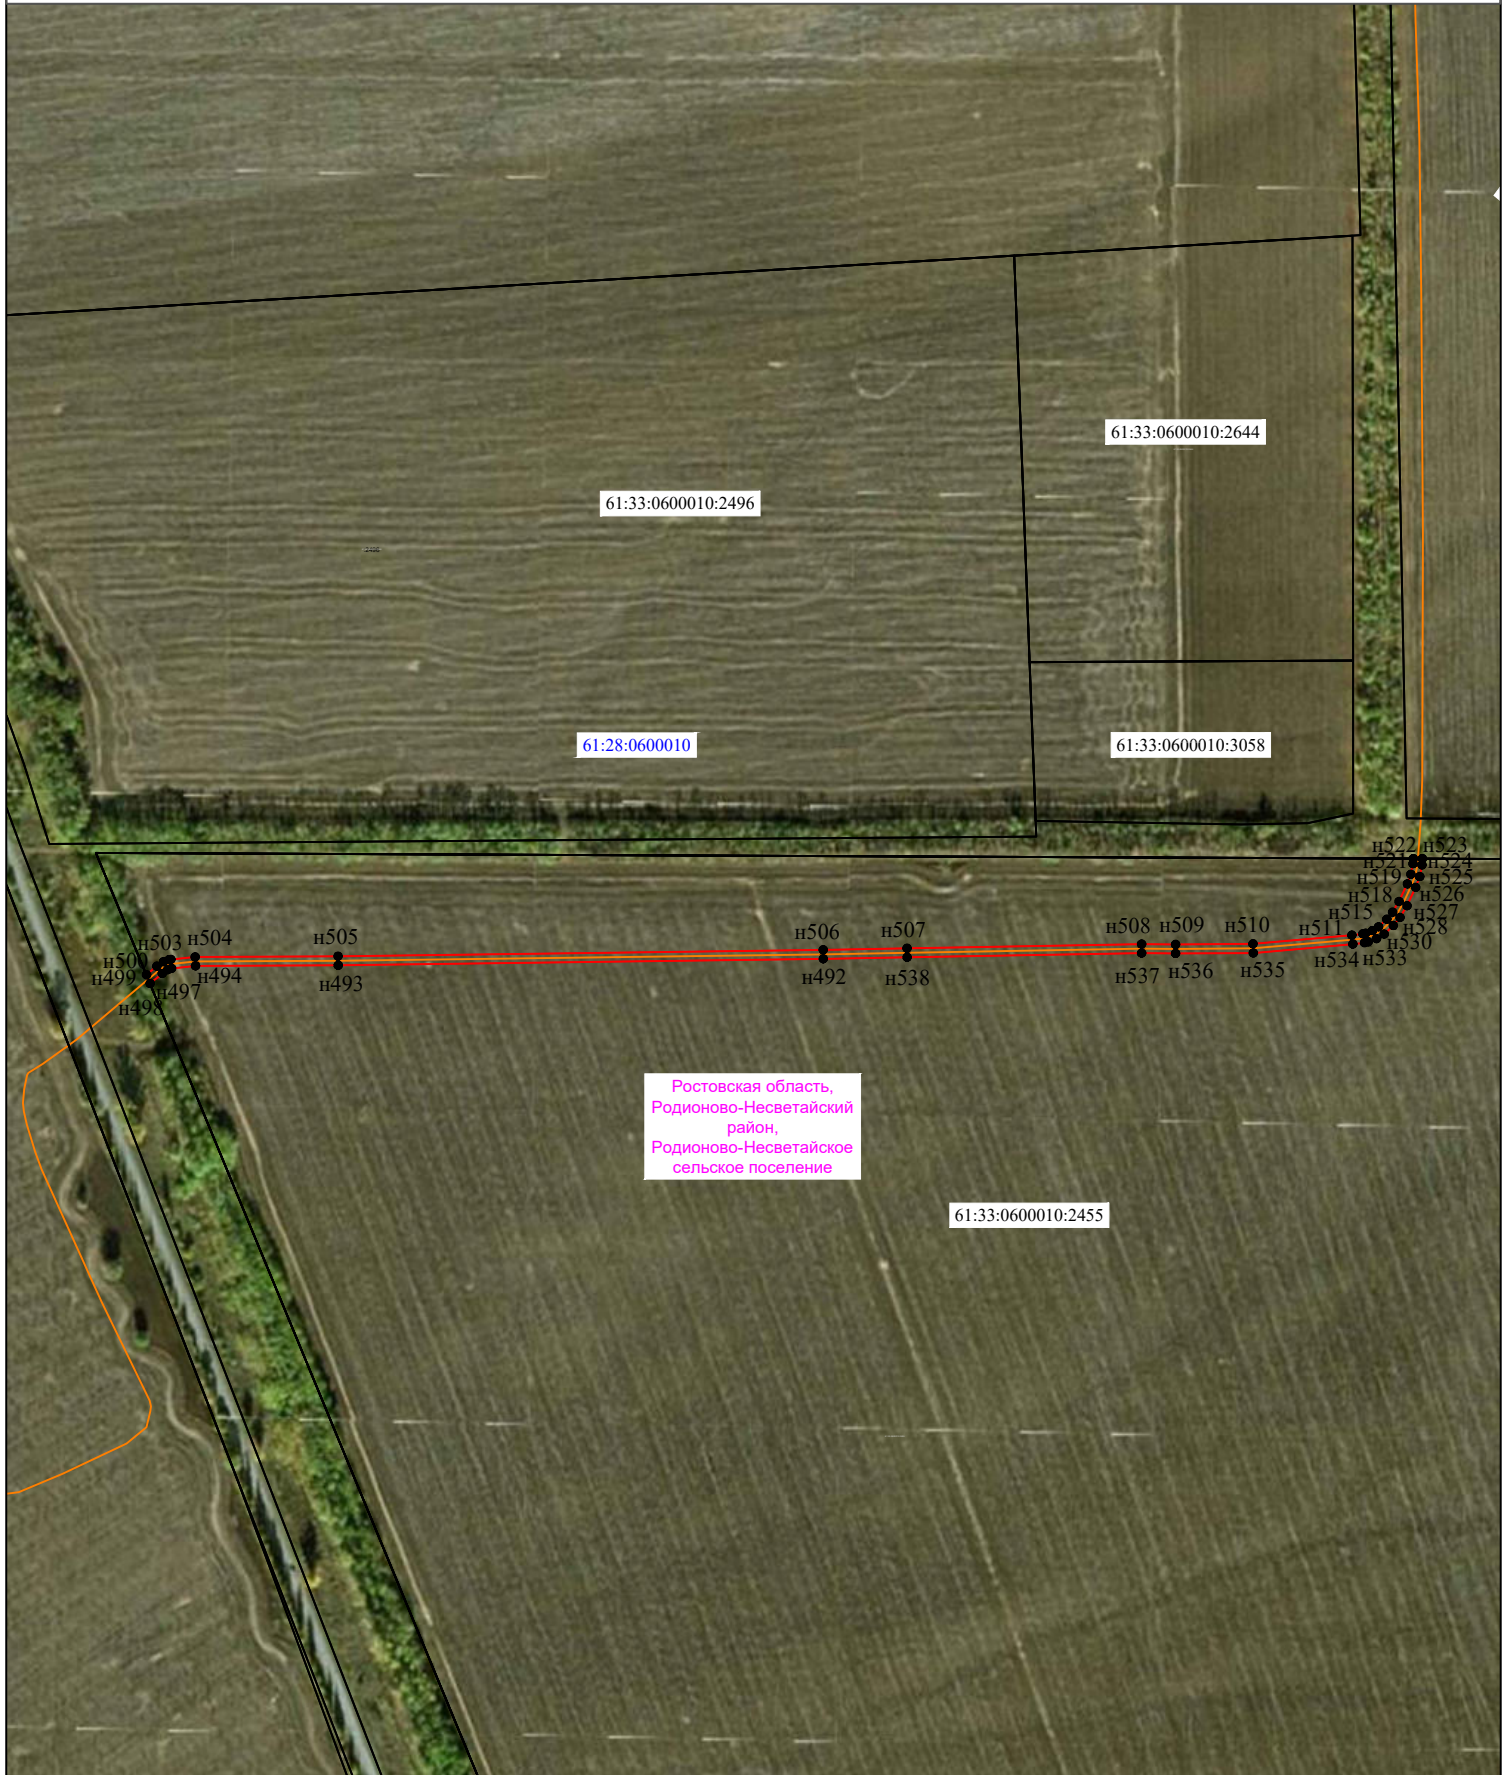 61:33:0600010:2644
61:33:0600010:2496
61:28:0600010
61:33:0600010:3058
н522
н523
н521
н524
н519
н525
н518
н526
н515
н527
н511
н528
н530
н534
н533
н503
н504
н505
н506
н507
н508
н509
н510
н500
н499
н494
н493
н492
н538
н537
н536
н535
н497
н498
Ростовская область,
Родионово-Несветайский
район,
Родионово-Несветайское
сельское поселение
61:33:0600010:2455